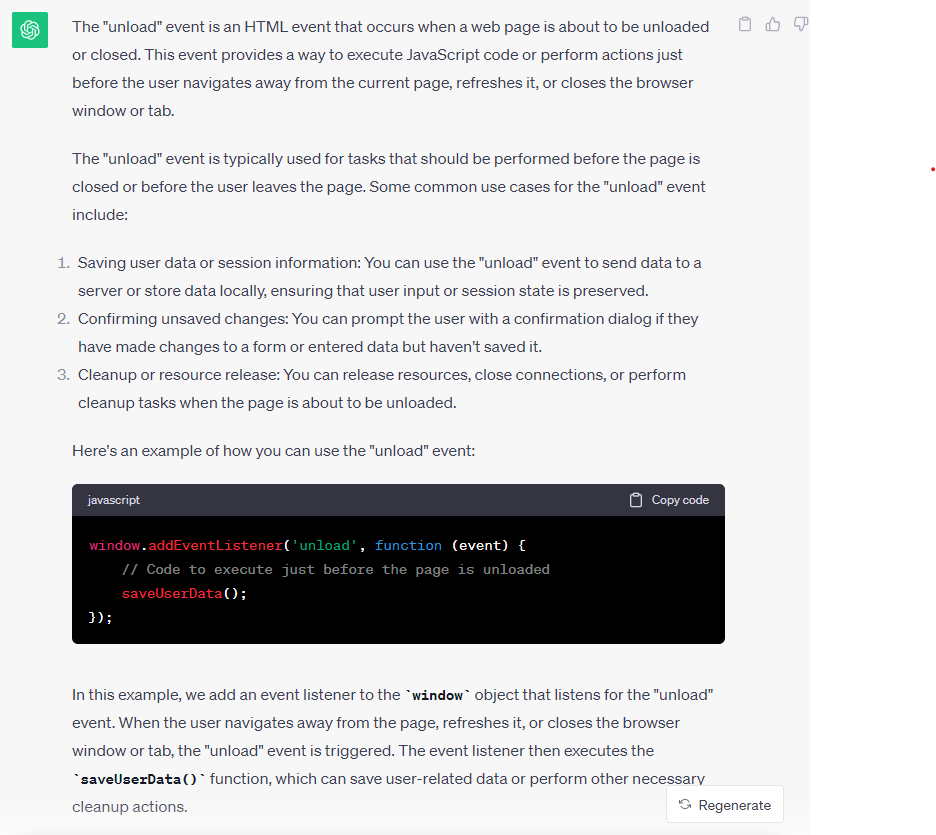 The "unload" event is an HTML event that occurs when a web page is about to be unloaded
or closed. This event provides a way to execute JavaScript code or perform actions just
before the user navigates away from the current page, refreshes it, or closes the browser
window or tab.
The "unload" event is typically used for tasks that should be performed before the page is
closed or before the user leaves the page. Some common use cases for the "unload" event
include:
1. Saving user data or session information: You can use the "unload" event to send data to a
server or store data locally, ensuring that user input or session state is preserved.
2. Confirming unsaved changes: You can prompt the user with a confirmation dialog if they
have made changes to a form or entered data but haven't saved it.
3. Cleanup or resource release: You can release resources, close connections, or perform
cleanup tasks when the page is about to be unloaded.
Here's an example of how you can use the "unload" event:
javascript Copy code
window.addEventListener('unload', function (event) {
    // Code to execute just before the page is unloaded
    saveUserData();
});
In this example, we add an event listener to the `window` object that listens for the "unload"
event. When the user navigates away from the page, refreshes it, or closes the browser
window or tab, the "unload" event is triggered. The event listener then executes the
`saveUserData()` function, which can save user-related data or perform other necessary
cleanup actions.
Regenerate